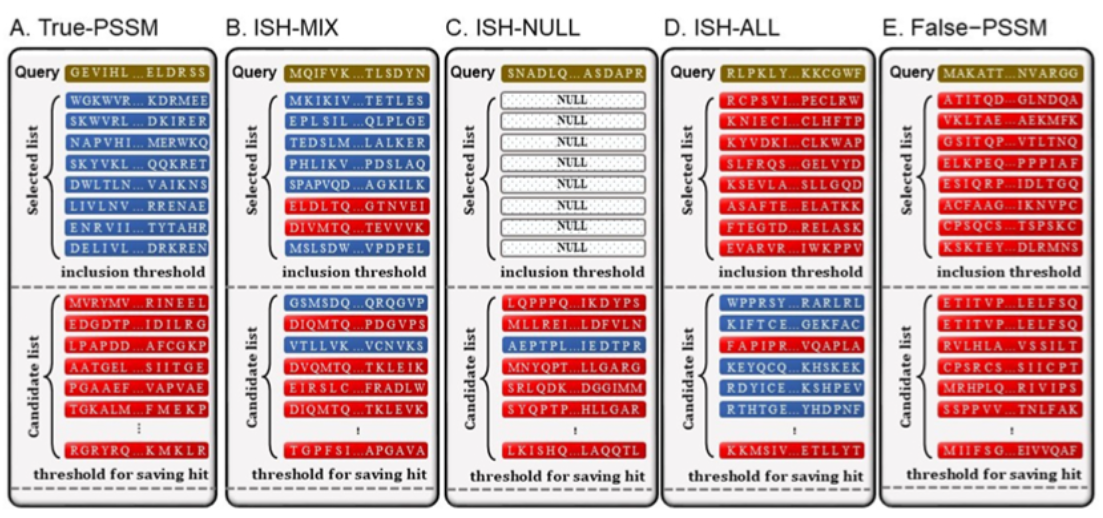 A. True-PSSM
Query GEVIHL...ELDRSS
Selected list
WGKWVR...KDRMEE
SKWVRL...DKIRER
NAPVHI...MERWKQ
SKYVKL...QQKRET
DWLTLN...VAIKNS
LIVLNV...RRENAE
ENRVII...TYTAHR
DELIVL...DRKREN
inclusion threshold
Candidate list
MVRYMV...RINEEL
EDGDTP...IDILRG
LPAPDD...AFCGKP
AATGEL...SIITGE
PGAAEF...VAPVAE
TGKALM...FMEKP
⋮
RGRYRQ...KMKLR
threshold for saving hit
B. ISH-MIX
Query MQIFVK...TLSDYN
Selected list
MKIKIV...TETLES
EPLSIL...QLPLGE
TEDSLM...LALKER
PHLIKV...PDSLAQ
SPAPVQD...AGKILK
ELDLTQ...GTNVEI
DIVMTQ...TEVVVK
MSLSDW...VPDPEL
inclusion threshold
Candidate list
GSMSDQ...QRQGVP
DIQMTQ...PDGVPS
VTLLVK...VCNVKS
DVQMTQ...TKLEIK
EIRSLC...FRADLW
DIQMTQ...TKLEVK
⋮
TGPFSI...APGAVA
threshold for saving hit
C. ISH-NULL
Query SNADLQ...ASDAPR
Selected list
NULL
NULL
NULL
NULL
NULL
NULL
NULL
NULL
inclusion threshold
Candidate list
LQPPPQ...IKDYPS
MLLREI...LDFVLN
AEPTPL...IEDTPR
MNYQPT...LLGARG
SRLQDK...DGGIMM
SYQPTP...HLLGAR
⋮
LKISHQ...LAQQTL
threshold for saving hit
D. ISH-ALL
Query RLPKLY...KKCGWF
Selected list
RCPSVI...PECLRW
KNIECI...CLHFTP
KYVDKI...CLKWAP
SLFRQS...GELVYD
KSEVLA...SLLGQD
ASAFTE...ELATKK
FTEGTD...RELASK
EVARVR...IWKPPV
inclusion threshold
Candidate list
WPPRSY...RARLRL
KIFTCE...GEKFAC
FAPIPR...VQAPLA
KEYQCQ...KHSKEK
RDYICE...KSHPEV
RTHTGE...YHDPNF
⋮
KKMSIV...ETLLYT
threshold for saving hit
E. False−PSSM
Query MAKATT...NVARGG
Selected list
ATITQD...GLNDQA
VKLTAE...AEKMFK
GSITQP...VTLTNQ
ELKPEQ...PPPIAF
ESIQRP...IDLTGQ
ACFAAG...IKNVPC
CPSQCS...TSPSKC
KSKTEY...DLRMNS
inclusion threshold
Candidate list
ETITVP...LELFSQ
ETITVP...LELFSQ
RVLHLA...VSSILT
CPSRCS...SIICPT
MRHPLQ...RIVIPS
SSPPVV...TNLFAK
⋮
MIIFSG...EIVVQAF
threshold for saving hit